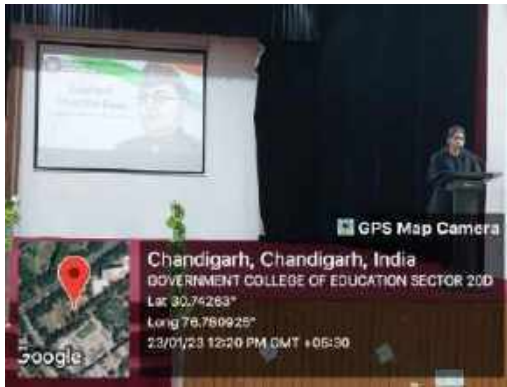 GPS Map Camera
Chandigarh, Chandigarh, India
GOVERNMENT COLLEGE OF EDUCATION SECTOR 20D
Lat 30.74263°
Long 76.780925°
23/01/23 12:20 PM GMT +05:30
Google